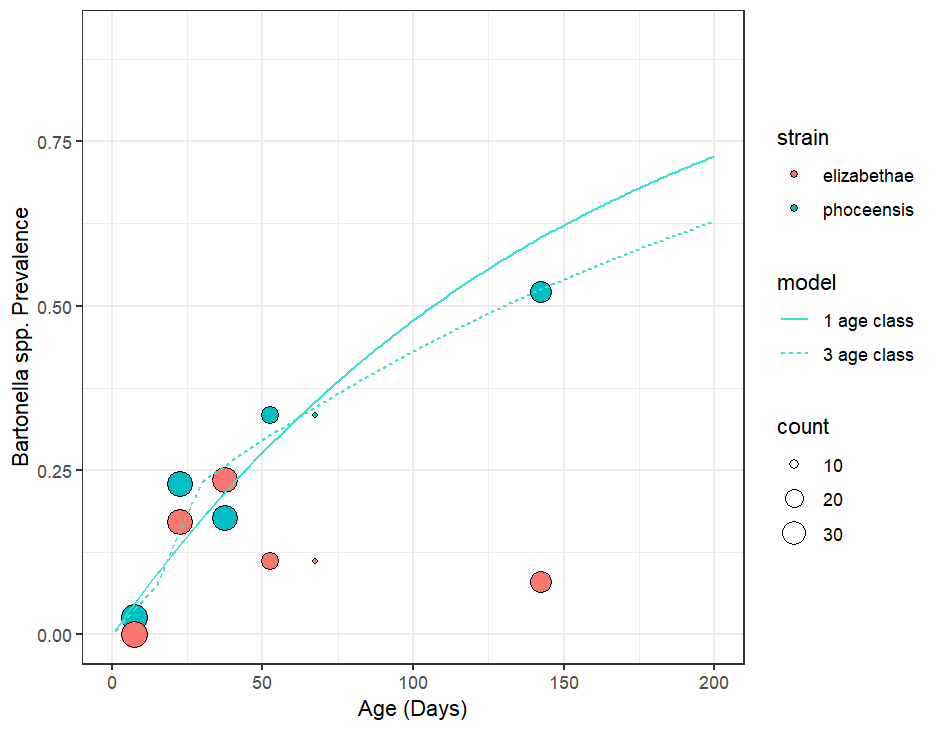 Bartonella spp. Prevalence
0.75
0.50
0.25
0.00
0 50 100 150 200
Age (Days)
strain
elizabethae
phoceensis
model
1 age class
3 age class
count
10
20
30